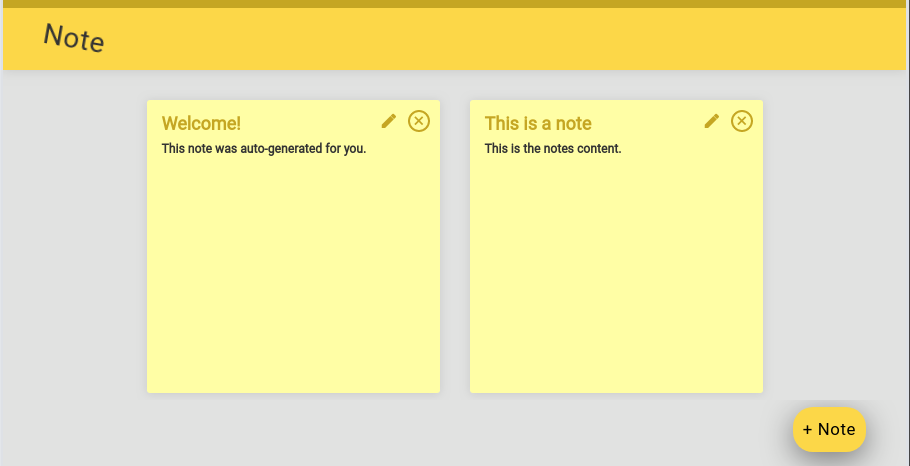 Note
Welcome!
This note was auto-generated for you.
This is a note
This is the notes content.
+ Note